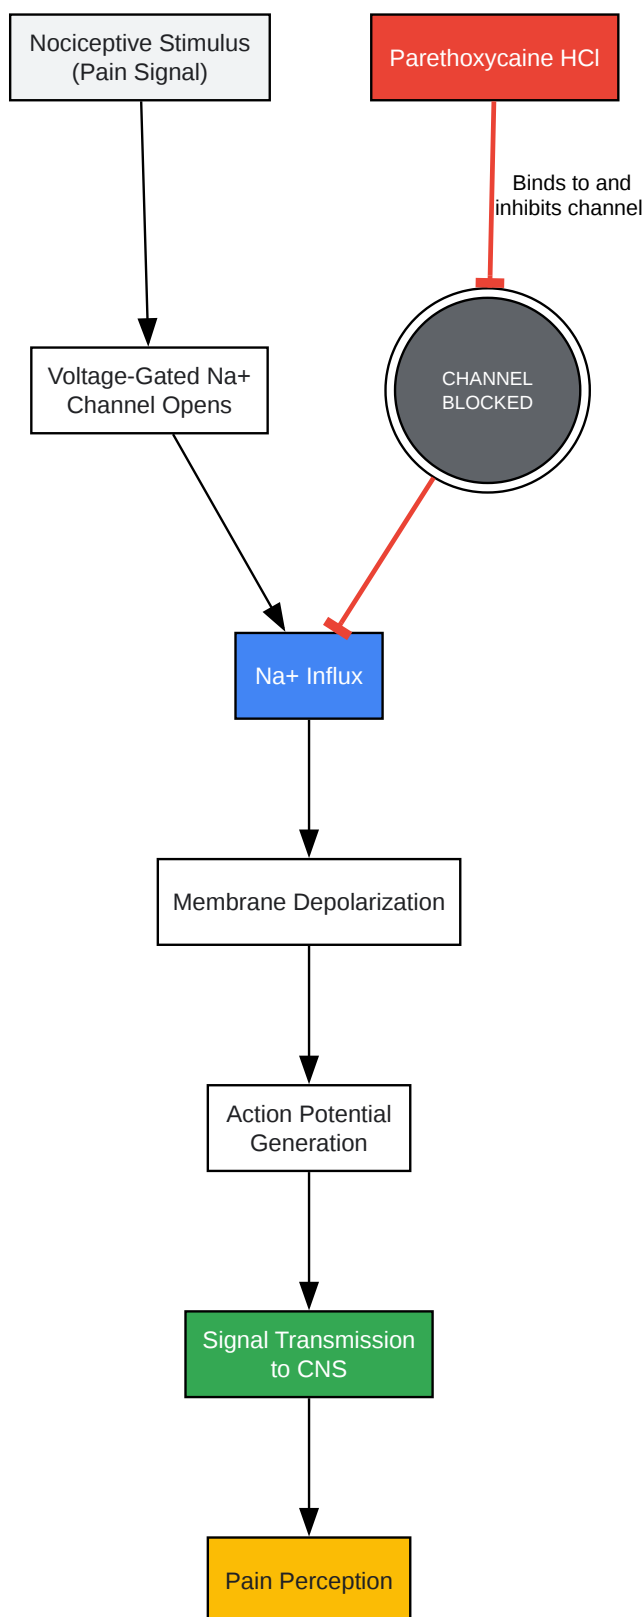 Nociceptive Stimulus
(Pain Signal)
Parethoxycaine HCl
Binds to and
inhibits channel
Voltage-Gated Na+
Channel Opens
CHANNEL
BLOCKED
Na+ Influx
Membrane Depolarization
Action Potential
Generation
Signal Transmission
to CNS
Pain Perception